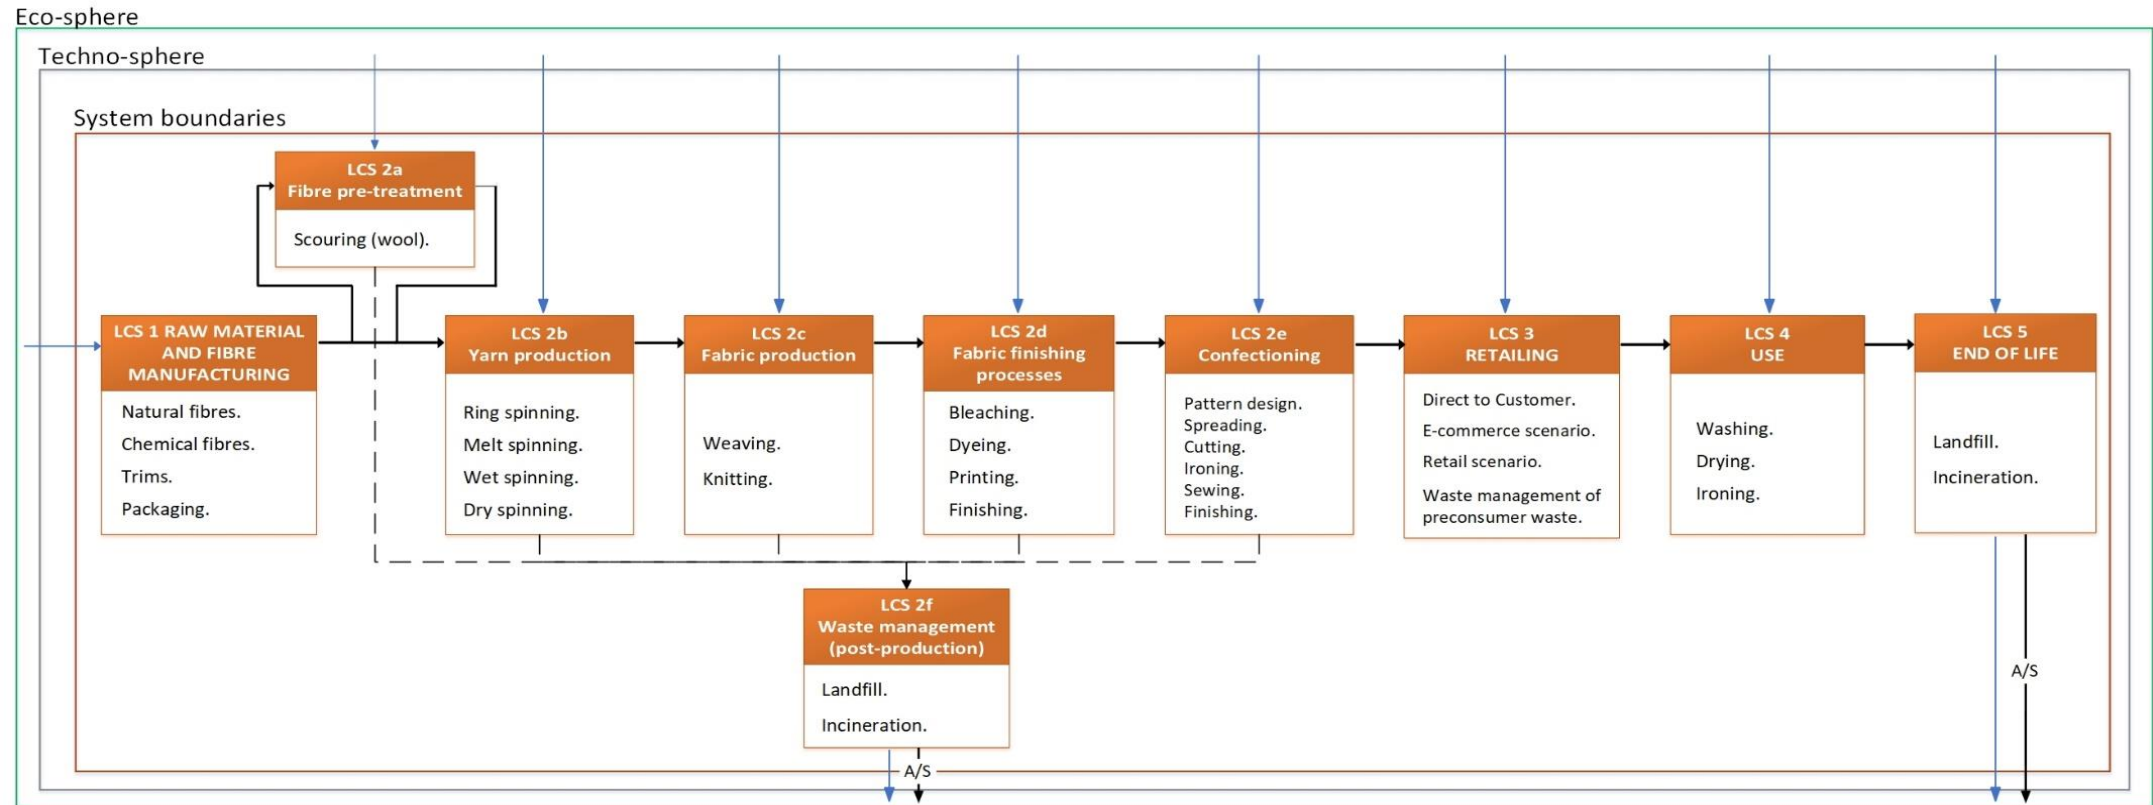 Eco-sphere
Techno-sphere
System boundaries
LCS 2a
Fibre pre-treatment
Scouring (wool).
LCS 1 RAW MATERIAL
AND FIBRE
MANUFACTURING
Natural fibres.
Chemical fibres.
Trims.
Packaging.
LCS 2b
Yarn production
Ring spinning.
Melt spinning.
Wet spinning.
Dry spinning.
LCS 2c
Fabric production
Weaving.
Knitting.
LCS 2d
Fabric finishing
processes
Bleaching.
Dyeing.
Printing.
Finishing.
LCS 2e
Confectioning
Pattern design.
Spreading.
Cutting.
Ironing.
Sewing.
Finishing.
LCS 3
RETAILING
Direct to Customer.
E-commerce scenario.
Retail scenario.
Waste management of
preconsumer waste.
LCS 4
USE
Washing.
Drying.
Ironing.
LCS 5
END OF LIFE
Landfill.
Incineration.
LCS 2f
Waste management
(post-production)
Landfill.
Incineration.
A/S
A/S